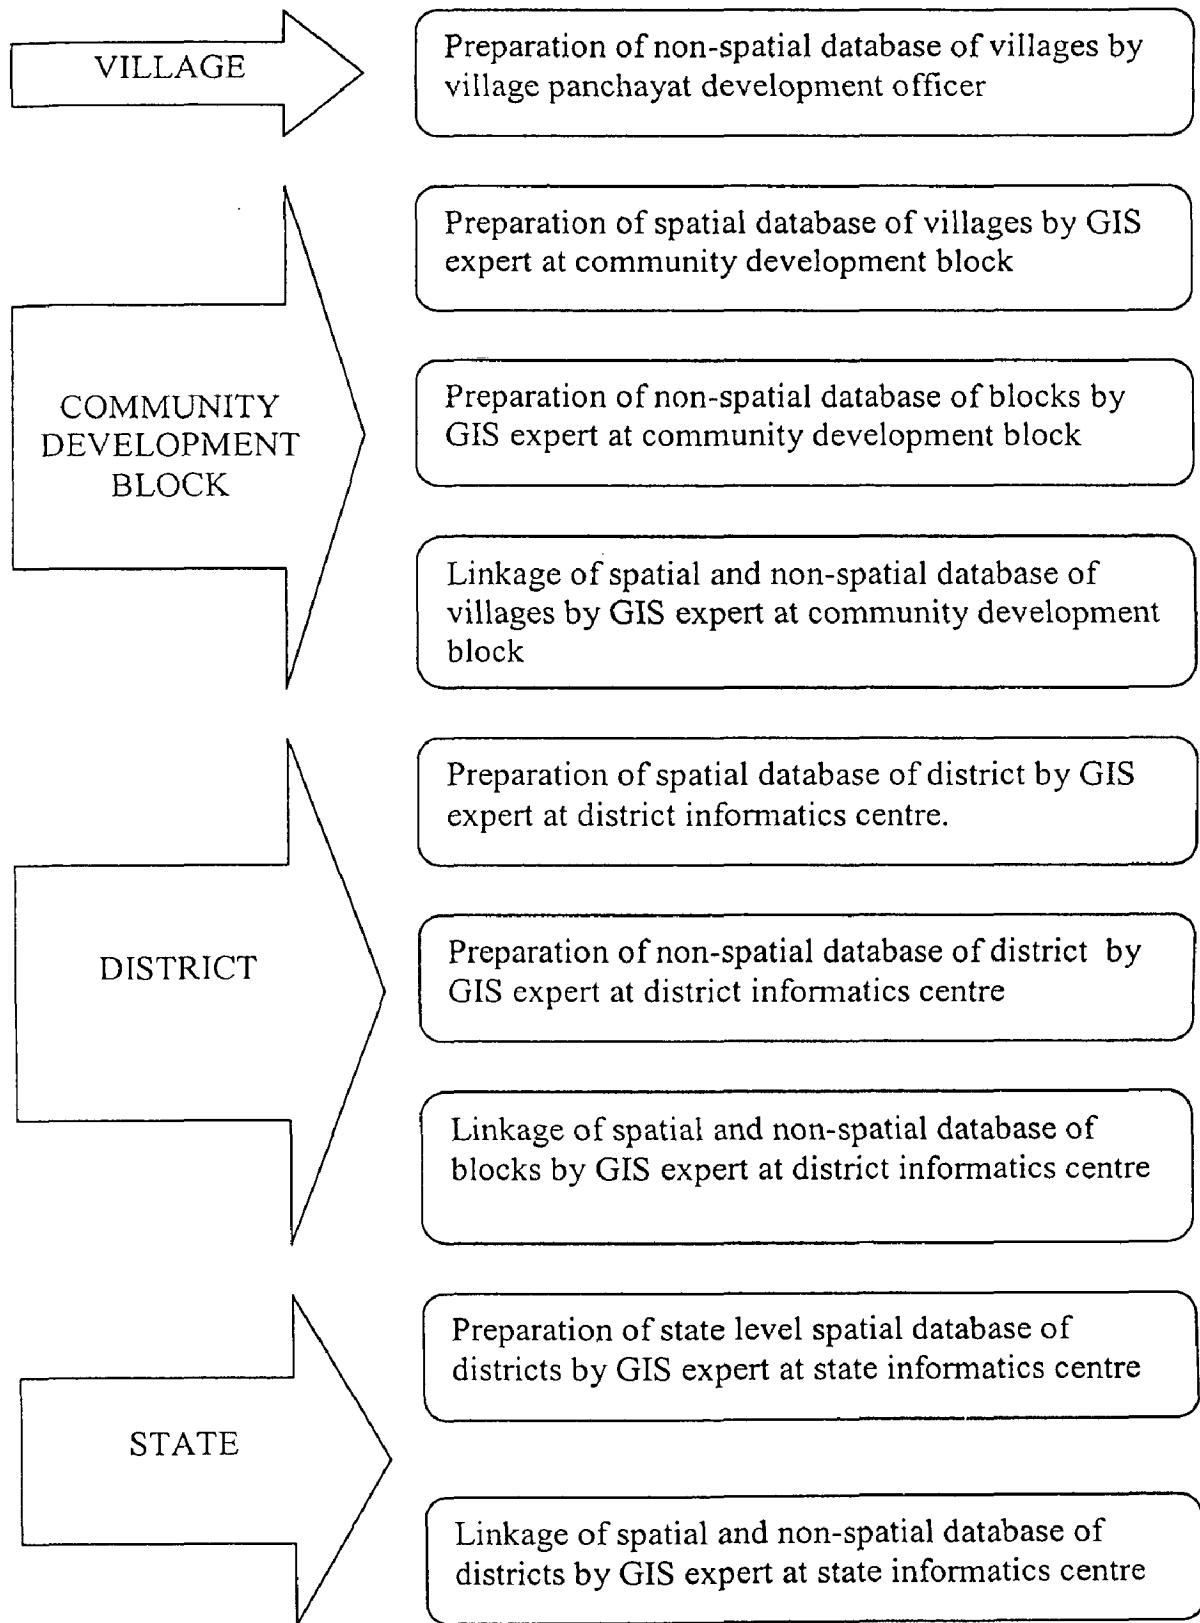 VILLAGE
Preparation of non-spatial database of villages by
village panchayat development officer
COMMUNITY
DEVELOPMENT
BLOCK
Preparation of spatial database of villages by GIS
expert at community development block
Preparation of non-spatial database of blocks by
GIS expert at community development block
Linkage of spatial and non-spatial database of
villages by GIS expert at community development
block
DISTRICT
Preparation of spatial database of district by GIS
expert at district informatics centre.
Preparation of non-spatial database of district by
GIS expert at district informatics centre
Linkage of spatial and non-spatial database of
blocks by GIS expert at district informatics centre
STATE
Preparation of state level spatial database of
districts by GIS expert at state informatics centre
Linkage of spatial and non-spatial database of
districts by GIS expert at state informatics centre